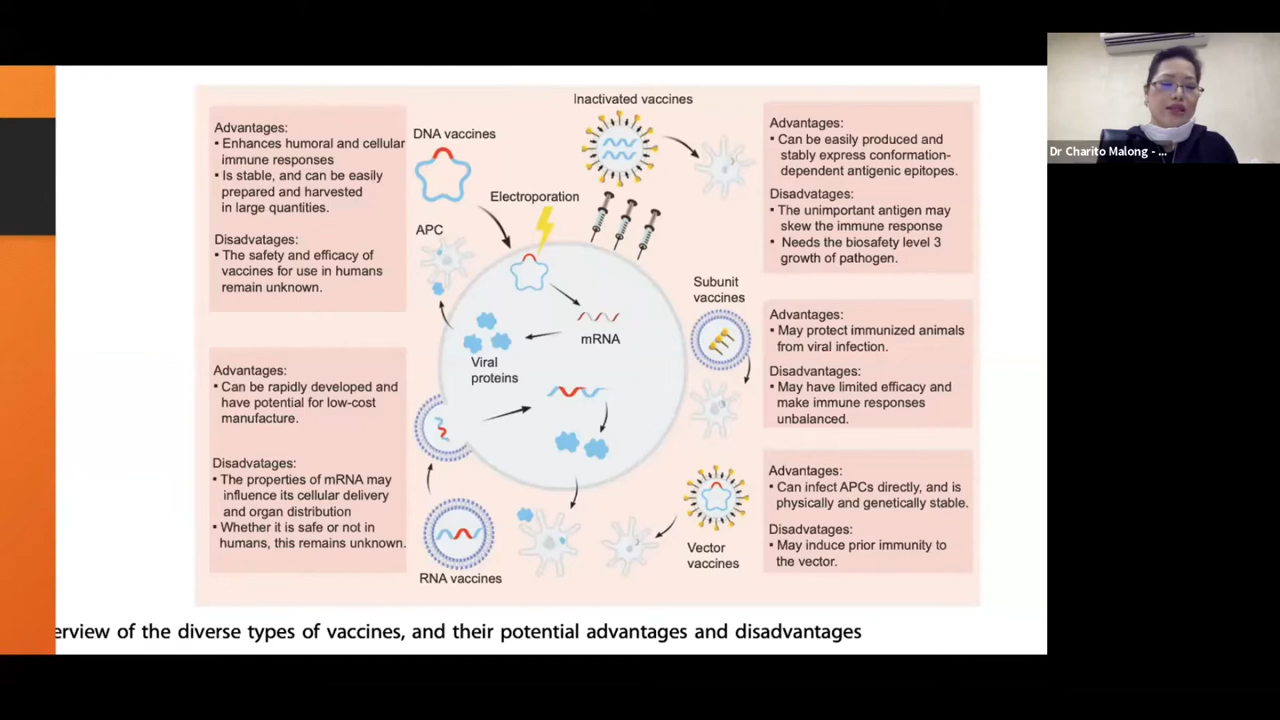 Advantages:
• Enhances humoral and cellular
immune responses
• Is stable, and can be easily
prepared and harvested
in large quantities.
Disavatages:
• The safety and efficacy of
vaccines for use in humans
remain unknown.
Advantages:
• Can be rapidly developed and
have potential for low-cost
manufacture.
Disavatages:
• The properties of mRNA may
influence its cellular delivery
and organ distribution
• Whether it is safe or not in
humans, this remains unknown.
DNA vaccines
Electroporation
APC
mRNA
Viral
proteins
RNA vaccines
Inactivated vaccines
Subunit
vaccines
Vector
vaccines
Advantages:
• Can be easily produced and
stably express conformation-
dependent antigenic epitopes.
Disavatages:
• The unimportant antigen may
skew the immune response
• Needs the biosafety level 3
growth of pathogen.
Advantages:
• May protect immunized animals
from viral infection.
Disadvantages:
• May have limited efficacy and
make immune responses
unbalanced.
Advantages:
• Can infect APCs directly, and is
physically and genetically stable.
Disavatages:
• May induce prior immunity to
the vector.
erview of the diverse types of vaccines, and their potential advantages and disadvantages
Dr Charito Malong - ...